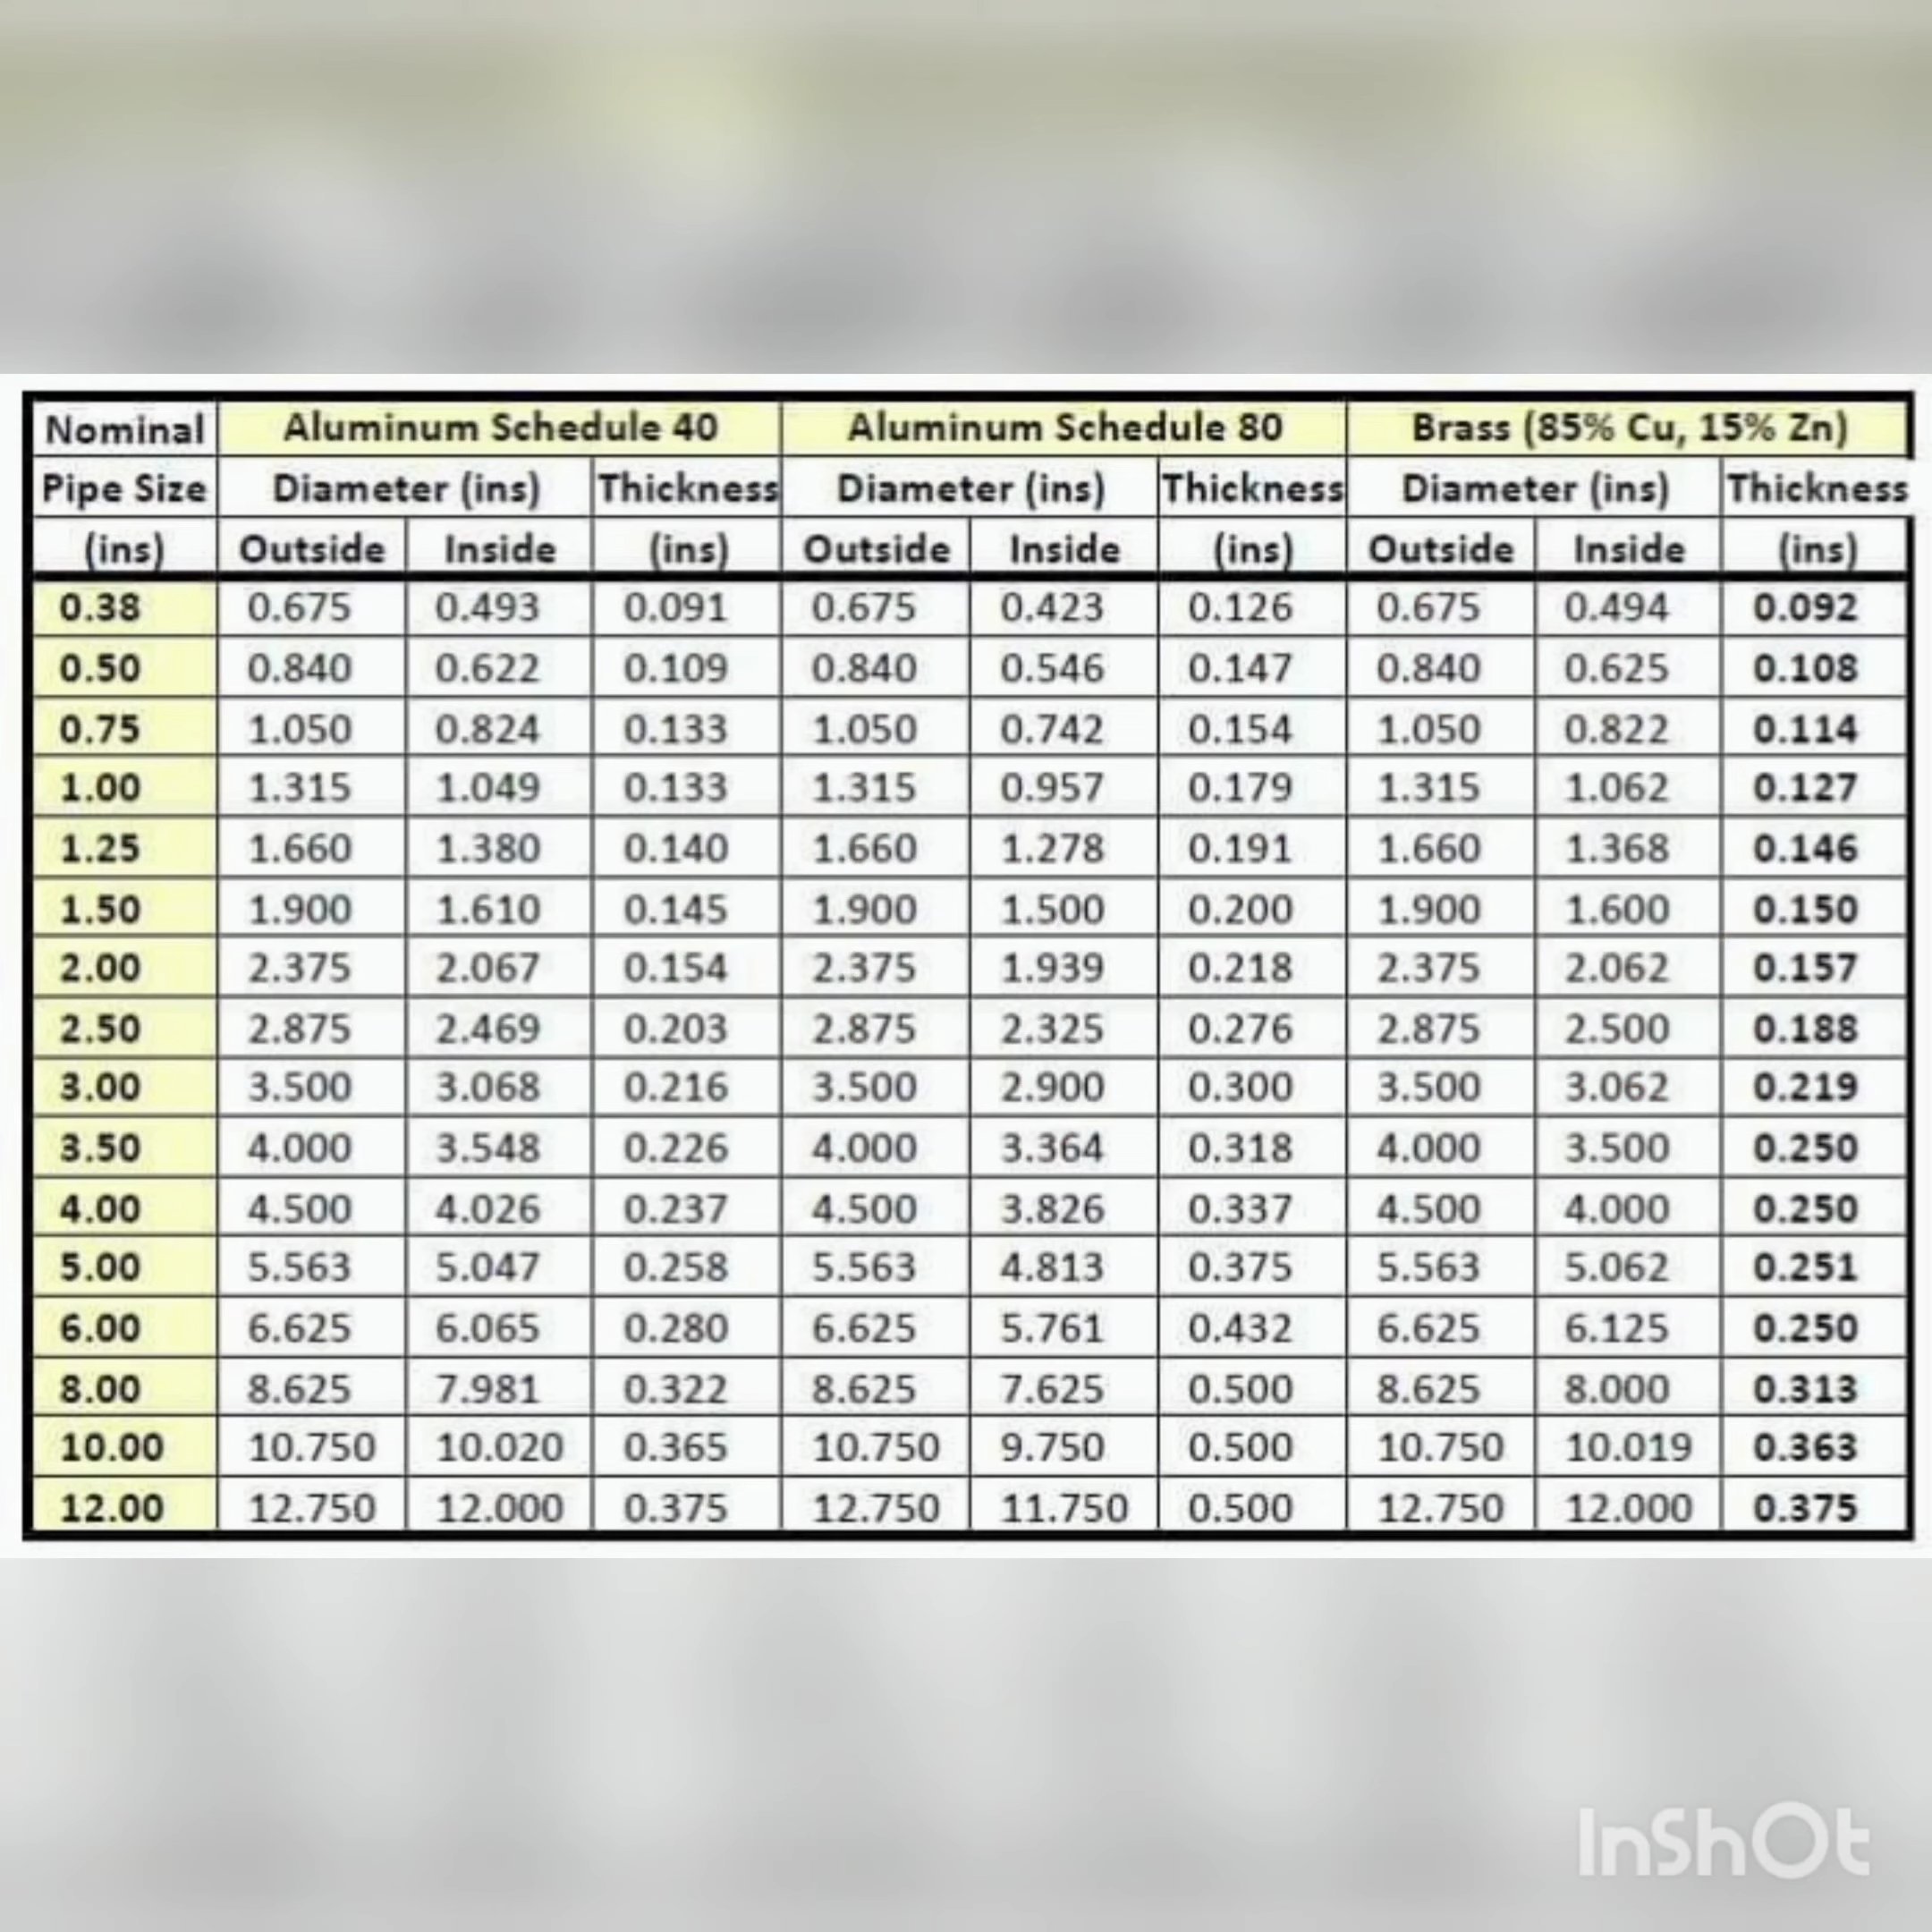 Nominal Aluminum Schedule 40 Aluminum Schedule 80 Brass (85% Cu, 15% Zn)
Pipe Size Diameter (ins) Thickness Diameter (ins) Thickness Diameter (ins) Thickness
(ins) Outside Inside (ins) Outside Inside (ins) Outside Inside (ins)
0.38 0.675 0.493 0.091 0.675 0.423 0.126 0.675 0.494 0.092
0.50 0.840 0.622 0.109 0.840 0.546 0.147 0.840 0.625 0.108
0.75 1.050 0.824 0.133 1.050 0.742 0.154 1.050 0.822 0.114
1.00 1.315 1.049 0.133 1.315 0.957 0.179 1.315 1.062 0.127
1.25 1.660 1.380 0.140 1.660 1.278 0.191 1.660 1.368 0.146
1.50 1.900 1.610 0.145 1.900 1.500 0.200 1.900 1.600 0.150
2.00 2.375 2.067 0.154 2.375 1.939 0.218 2.375 2.062 0.157
2.50 2.875 2.469 0.203 2.875 2.325 0.276 2.875 2.500 0.188
3.00 3.500 3.068 0.216 3.500 2.900 0.300 3.500 3.062 0.219
3.50 4.000 3.548 0.226 4.000 3.364 0.318 4.000 3.500 0.250
4.00 4.500 4.026 0.237 4.500 3.826 0.337 4.500 4.000 0.250
5.00 5.563 5.047 0.258 5.563 4.813 0.375 5.563 5.062 0.251
6.00 6.625 6.065 0.280 6.625 5.761 0.432 6.625 6.125 0.250
8.00 8.625 7.981 0.322 8.625 7.625 0.500 8.625 8.000 0.313
10.00 10.750 10.020 0.365 10.750 9.750 0.500 10.750 10.019 0.363
12.00 12.750 12.000 0.375 12.750 11.750 0.500 12.750 12.000 0.375
InShOt